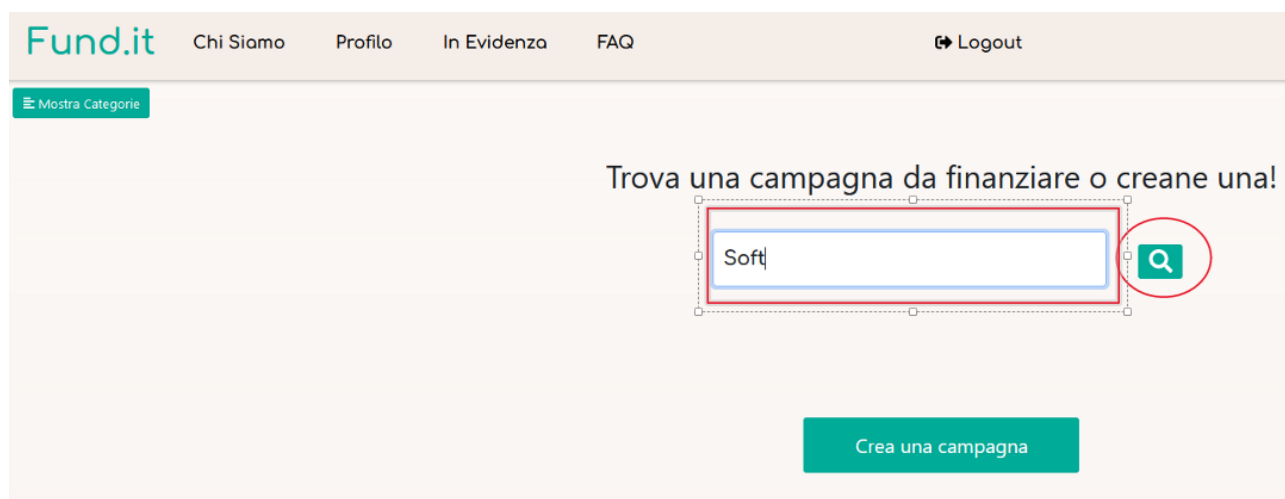 Fund.it Chi Siamo Profilo In Evidenza FAQ Logout
Mostra Categorie
Trova una campagna da finanziare o creane una!
Soft
Crea una campagna